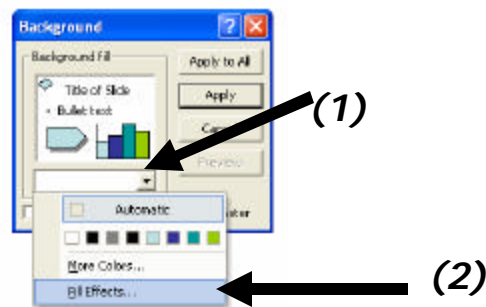 Background
Background Fill
Apply to All
Title of Slide
Apply
• Bullet text
(1)
Preview
Automatic
More Colors...
Fill Effects...
(2)